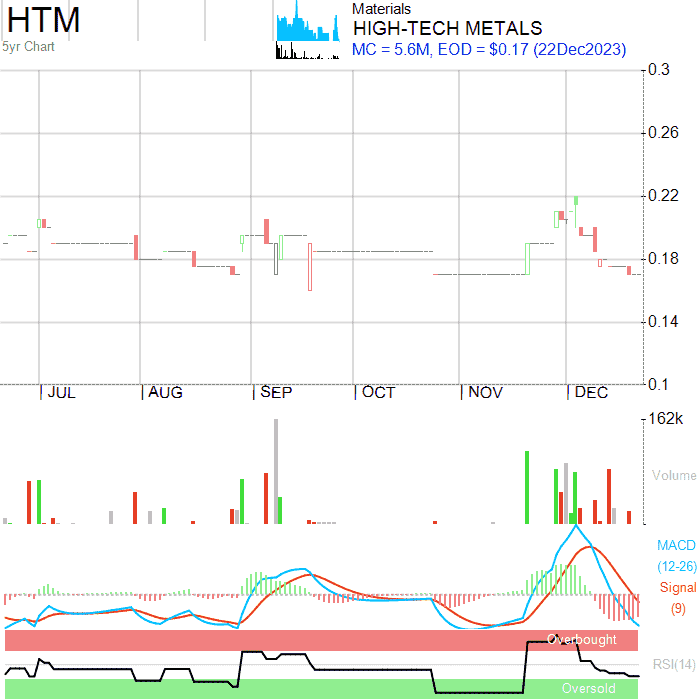 HTM
5yr Chart
Materials
HIGH-TECH METALS
MC = 5.6M, EOD = $0.17 (22Dec2023)
0.3
0.26
0.22
0.18
0.14
0.1
JUL AUG SEP OCT NOV DEC
162k
Volume
MACD
(12-26)
Signal
(9)
Overbought
RSI(14)
Oversold